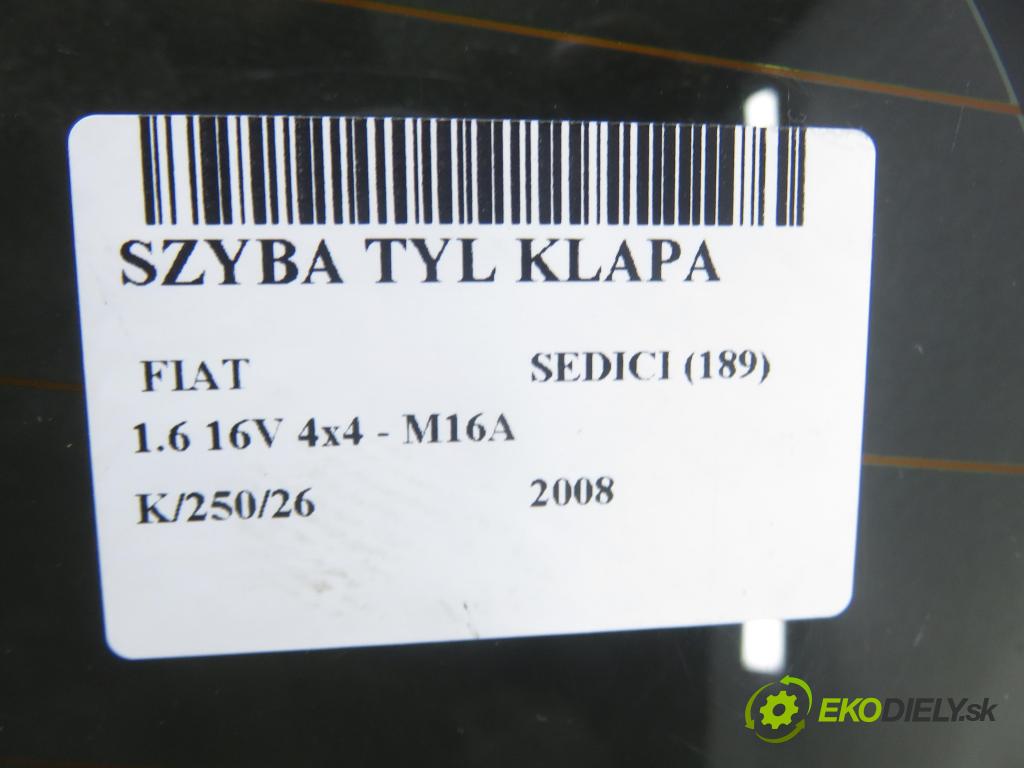 SZYBA TYL KLAPA
FIAT SEDICI (189)
1.6 16V 4x4 - M16A
K/250/26 2008
EKODIELY.sk